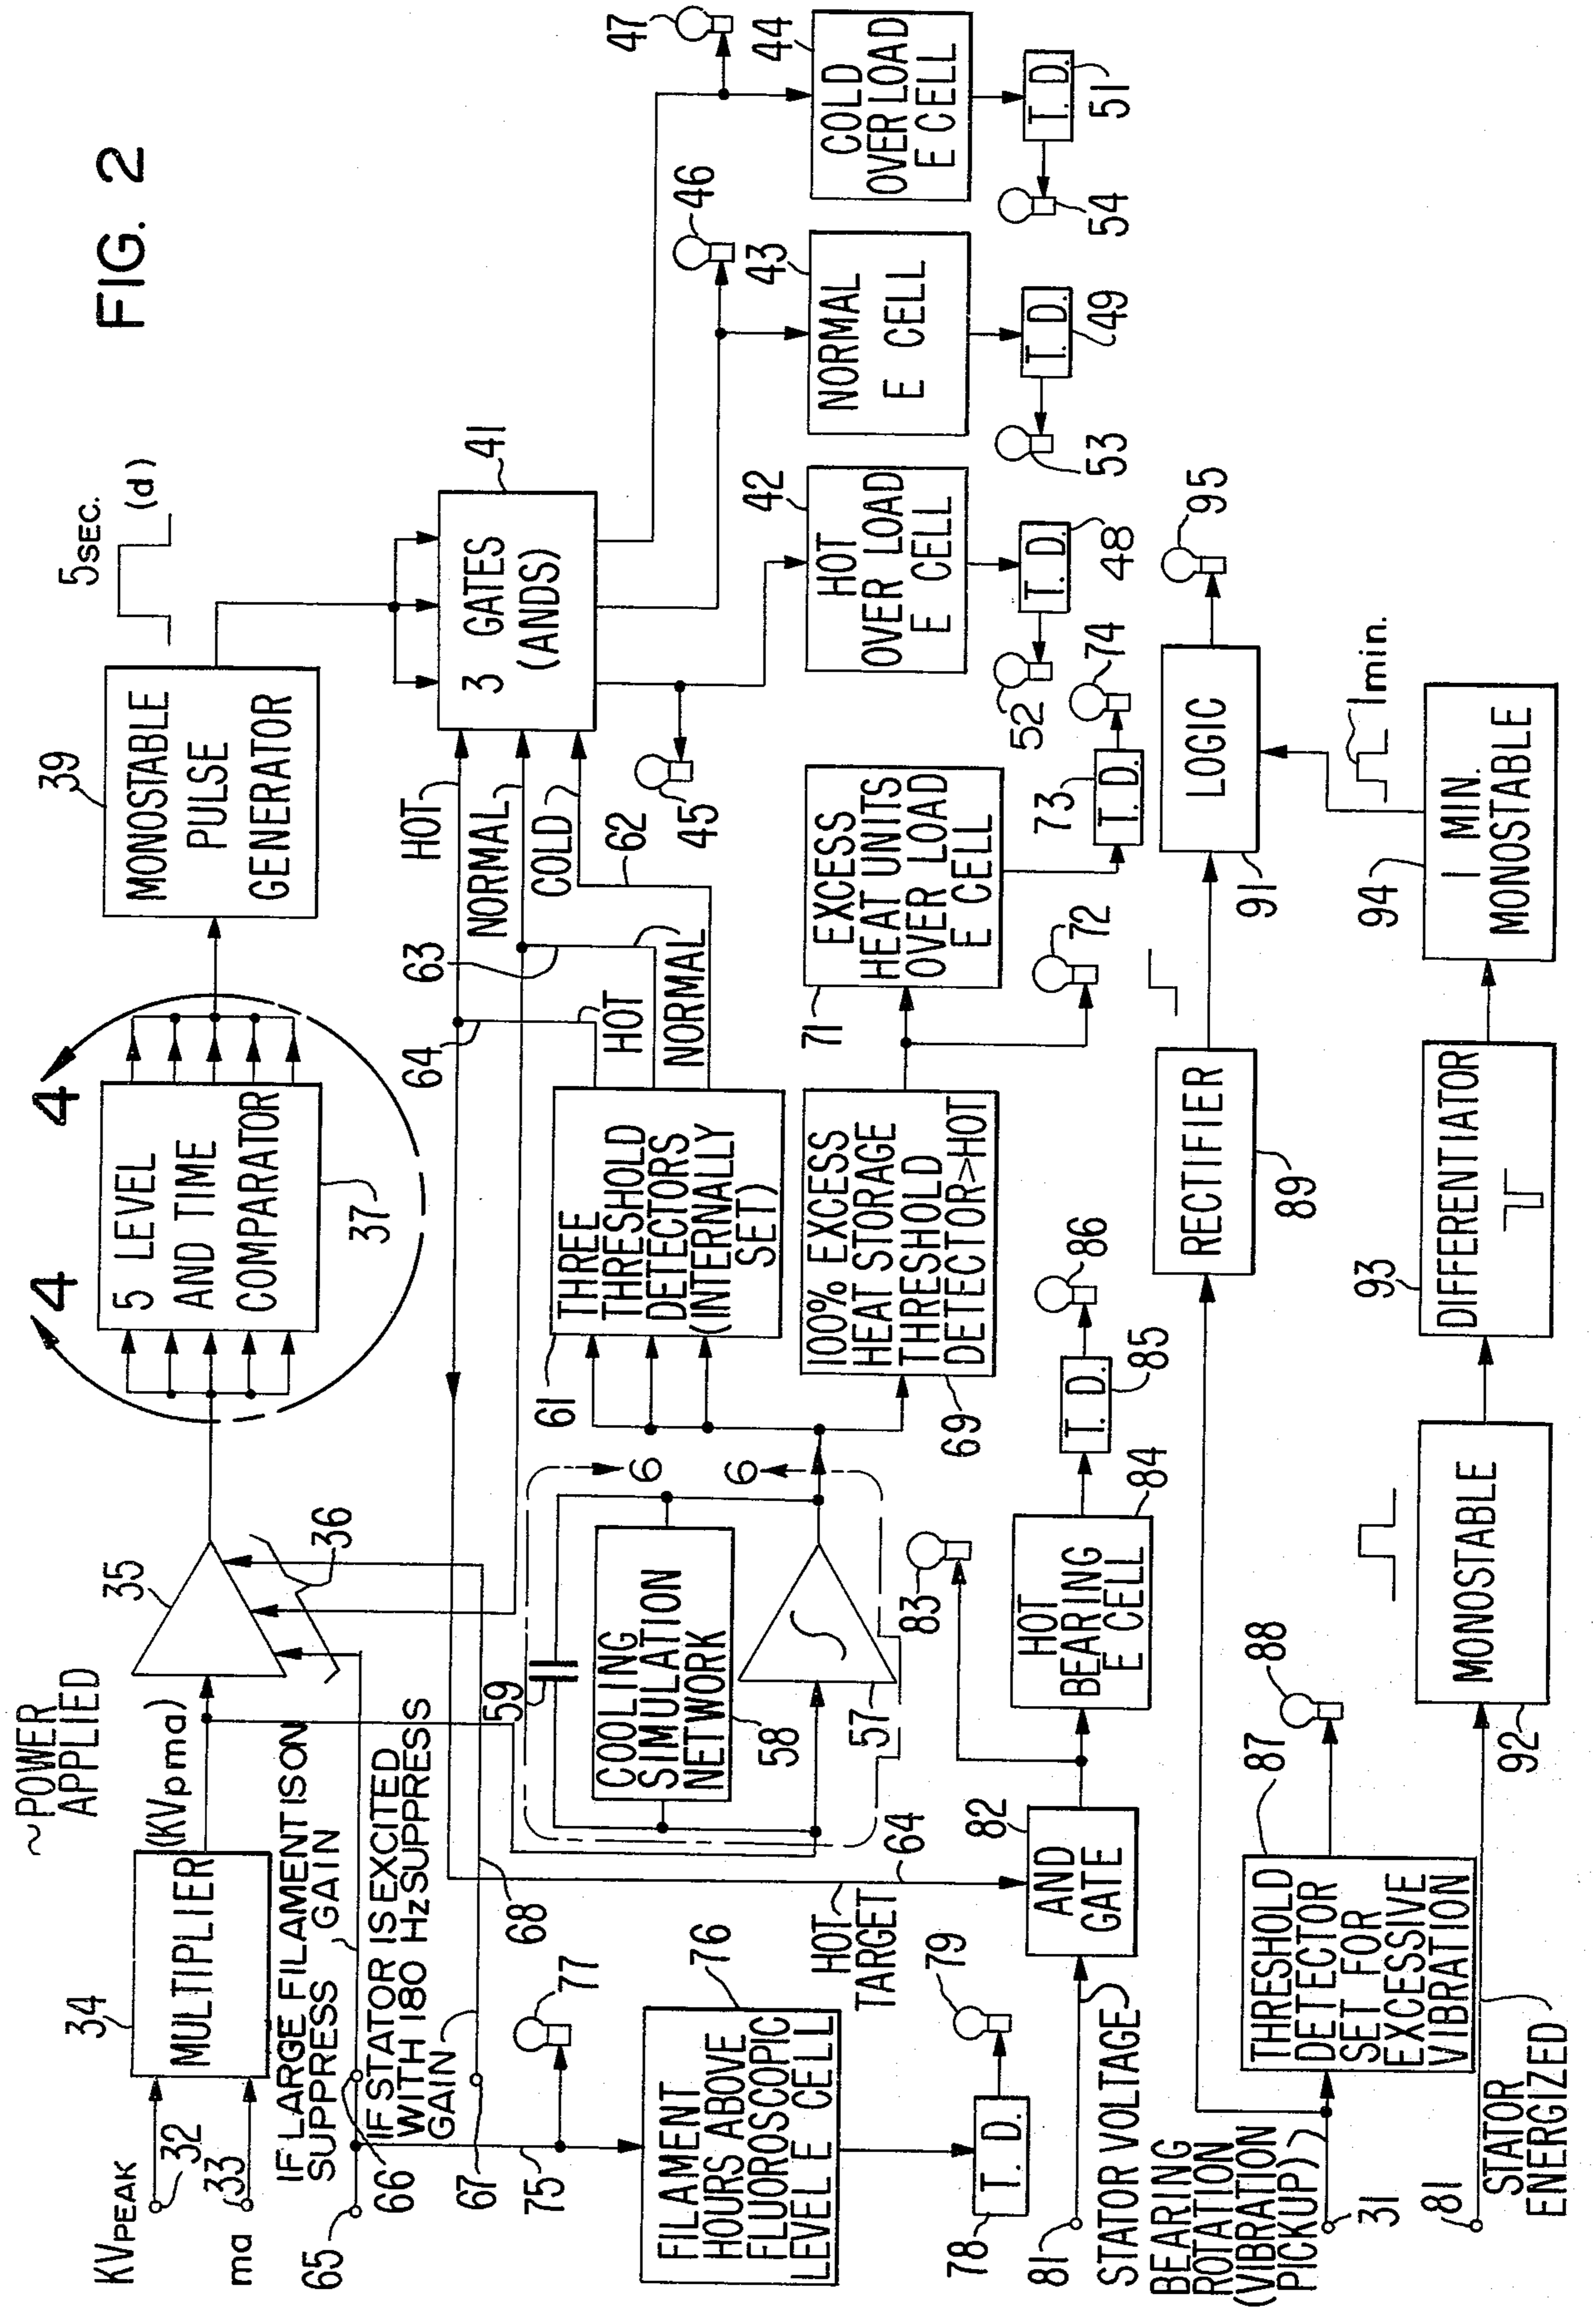 FIG. 2
~POWER
APPLIED
KVPEAK
32
ma
33
34
MULTIPLIER
(KVpma)
35
36
4
4
5 LEVEL
AND TIME
COMPARATOR
37
39
MONOSTABLE
PULSE
GENERATOR
5 SEC.
(d)
IF LARGE FILAMENT IS ON
SUPPRESS GAIN
65
66
IF STATOR IS EXCITED
WITH 180 Hz SUPPRESS
GAIN
67
68
HOT
NORMAL
COLD
62
63
64
HOT
NORMAL
41
3 GATES
(ANDS)
45
46
47
42
HOT
OVER LOAD
E CELL
43
NORMAL
E CELL
44
COLD
OVER LOAD
E CELL
T. D.
48
52
T. D.
49
53
T. D.
51
54
59
COOLING
SIMULATION
NETWORK
58
57
6
6
61
THREE
THRESHOLD
DETECTORS
(INTERNALLY
SET)
69
100% EXCESS
HEAT STORAGE
THRESHOLD
DETECTOR>HOT
71
EXCESS
HEAT UNITS
OVER LOAD
E CELL
72
73
T. D.
74
75
77
76
FILAMENT
HOURS ABOVE
FLUOROSCOPIC
LEVEL E CELL
78
T. D.
79
HOT
TARGET
64
81
STATOR VOLTAGE
82
AND
GATE
83
HOT
BEARING
E CELL
84
T. D.
85
86
BEARING
ROTATION
(VIBRATION
PICKUP)
31
87
THRESHOLD
DETECTOR
SET FOR
EXCESSIVE
VIBRATION
88
RECTIFIER
89
LOGIC
91
95
81
STATOR
ENERGIZED
MONOSTABLE
92
DIFFERENTIATOR
93
1 MIN.
MONOSTABLE
94
1 min.